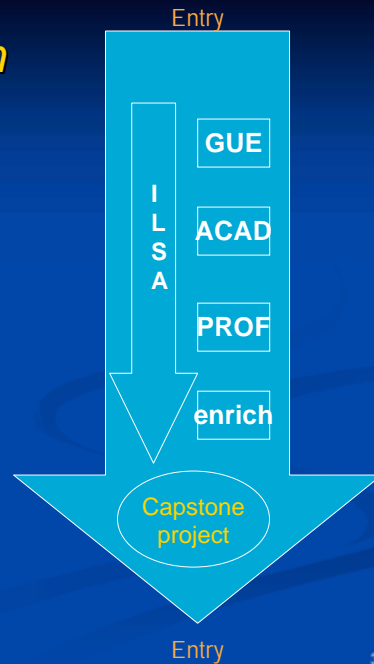 Entry
n
GUE
I
L
S
A
ACAD
PROF
enrich
Capstone
project
Entry